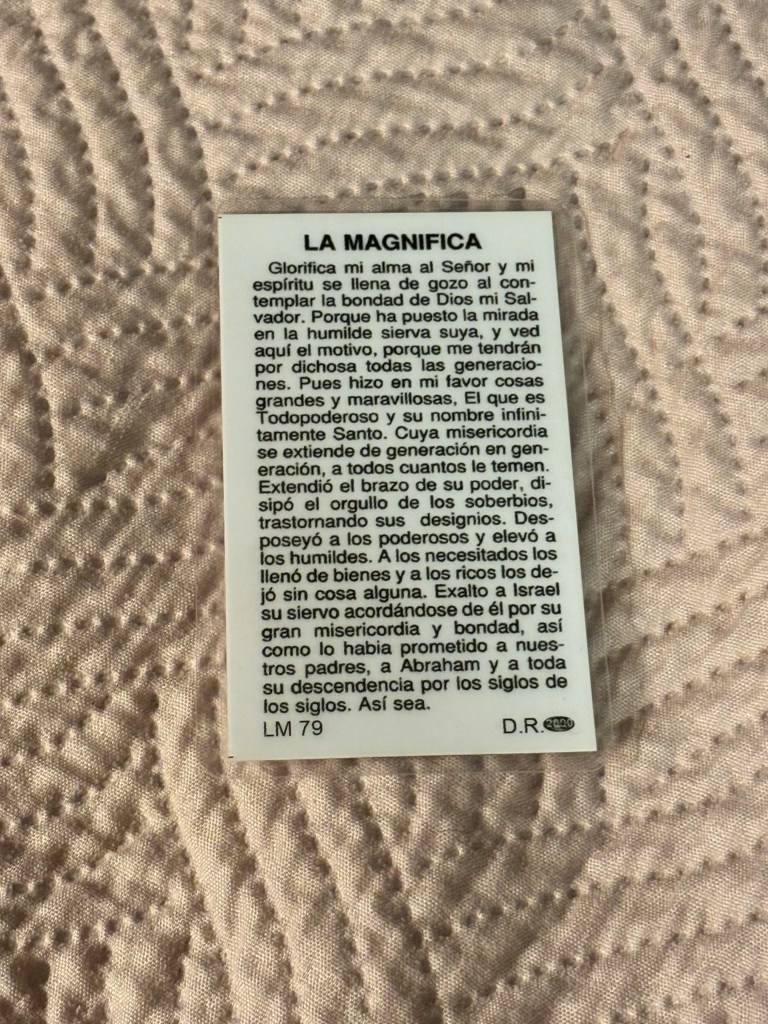 LA MAGNIFICA
Glorifica mi alma al Señor y mi
espíritu se llena de gozo al con-
templar la bondad de Dios mi Sal-
vador. Porque ha puesto la mirada
en la humilde sierva suya, y ved
aquí el motivo, porque me tendrán
por dichosa todas las generacio-
nes. Pues hizo en mi favor cosas
grandes y maravillosas, El que es
Todopoderoso y su nombre infini-
tamente Santo. Cuya misericordia
se extiende de generación en gen-
eración, a todos cuantos le temen.
Extendió el brazo de su poder, di-
sipó el orgullo de los soberbios,
trastornando sus designios. Des-
poseyó a los poderosos y elevó a
los humildes. A los necesitados los
llenó de bienes y a los ricos los de-
jó sin cosa alguna. Exalto a Israel
su siervo acordándose de él por su
gran misericordia y bondad, así
como lo habia prometido a nues-
tros padres, a Abraham y a toda
su descendencia por los siglos de
los siglos. Así sea.
LM 79 D.R.